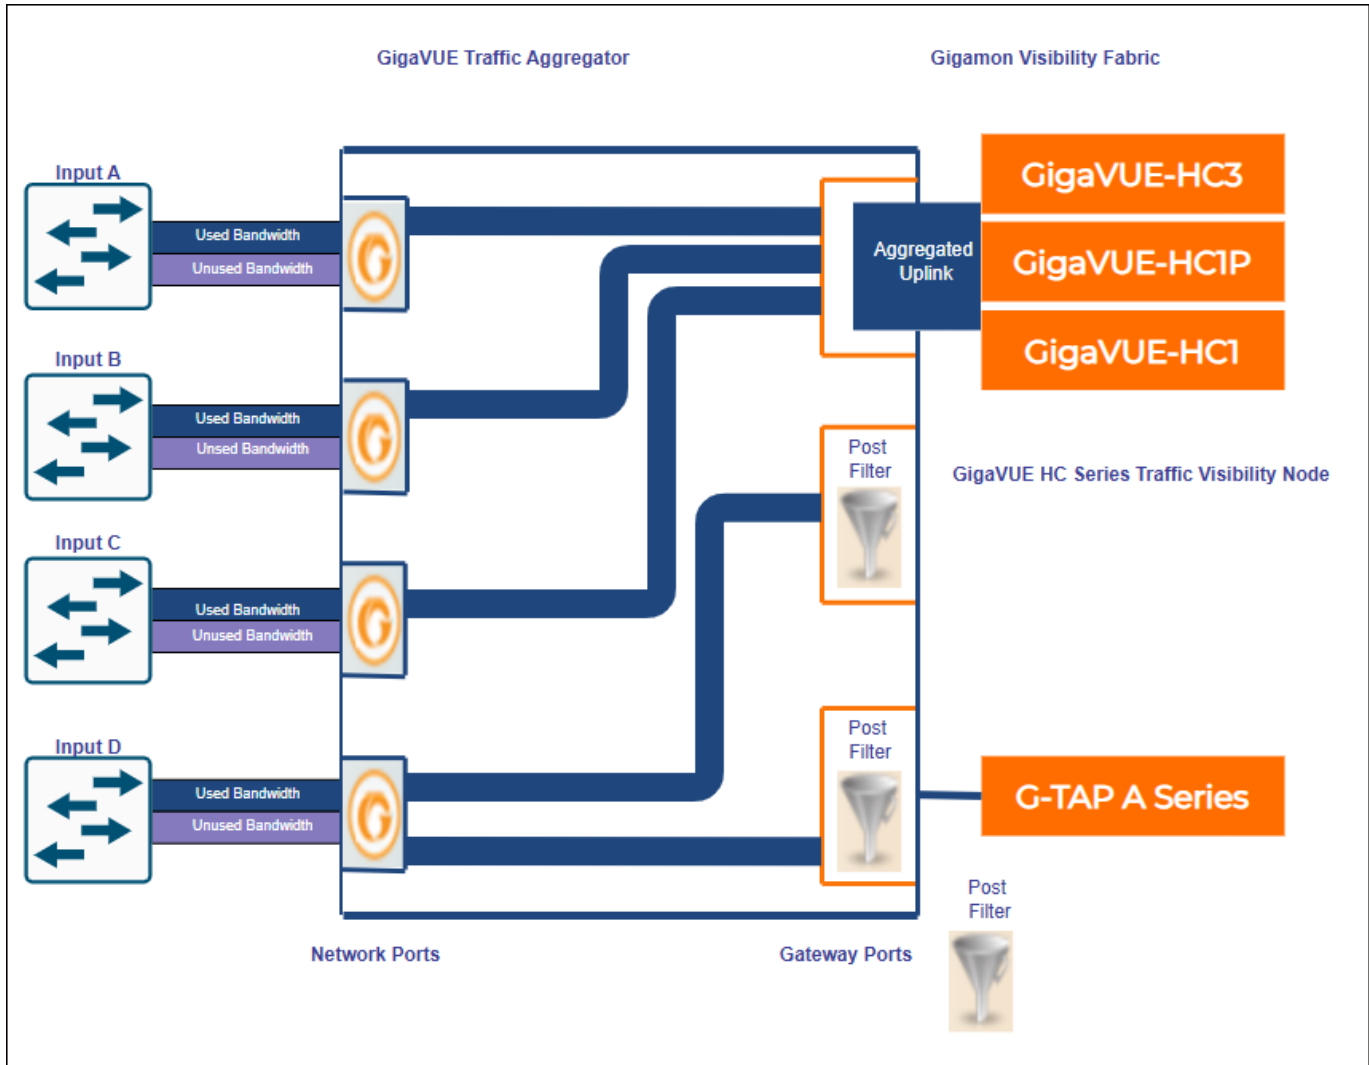 GigaVUE Traffic Aggregator
Gigamon Visibility Fabric
Input A
Used Bandwidth
Unused Bandwidth
GigaVUE-HC3
Aggregated
Uplink
GigaVUE-HC1P
GigaVUE-HC1
Input B
Used Bandwidth
Unsed Bandwidth
Post
Filter
GigaVUE HC Series Traffic Visibility Node
Input C
Used Bandwidth
Unused Bandwidth
Input D
Used Bandwidth
Unused Bandwidth
Post
Filter
G-TAP A Series
Post
Filter
Network Ports
Gateway Ports